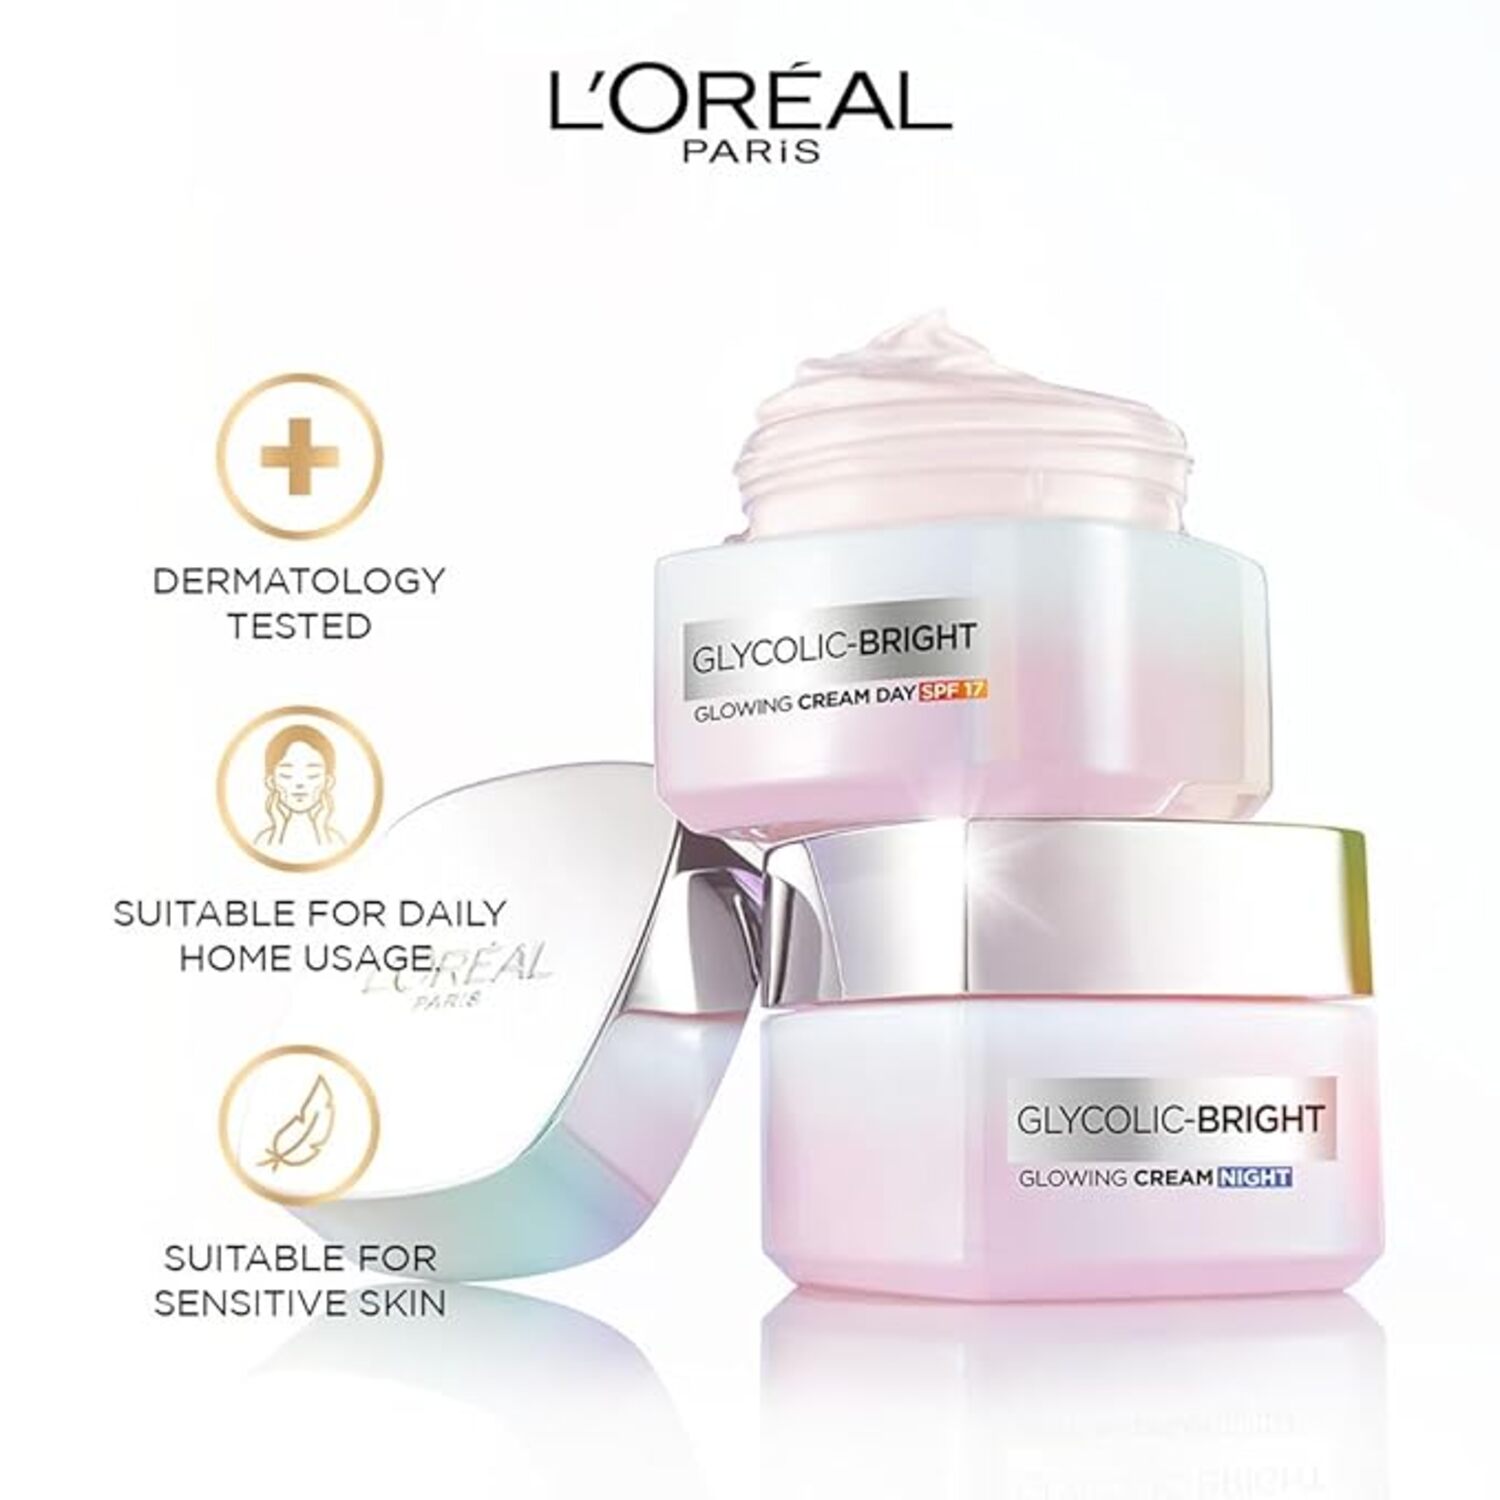 L'ORÉAL
PARiS
DERMATOLOGY
TESTED
SUITABLE FOR DAILY
HOME USAGE
SUITABLE FOR
SENSITIVE SKIN
L'ORÉAL
PARIS
GLYCOLIC-BRIGHT
GLOWING CREAM DAY SPF 17
GLYCOLIC-BRIGHT
GLOWING CREAM NIGHT